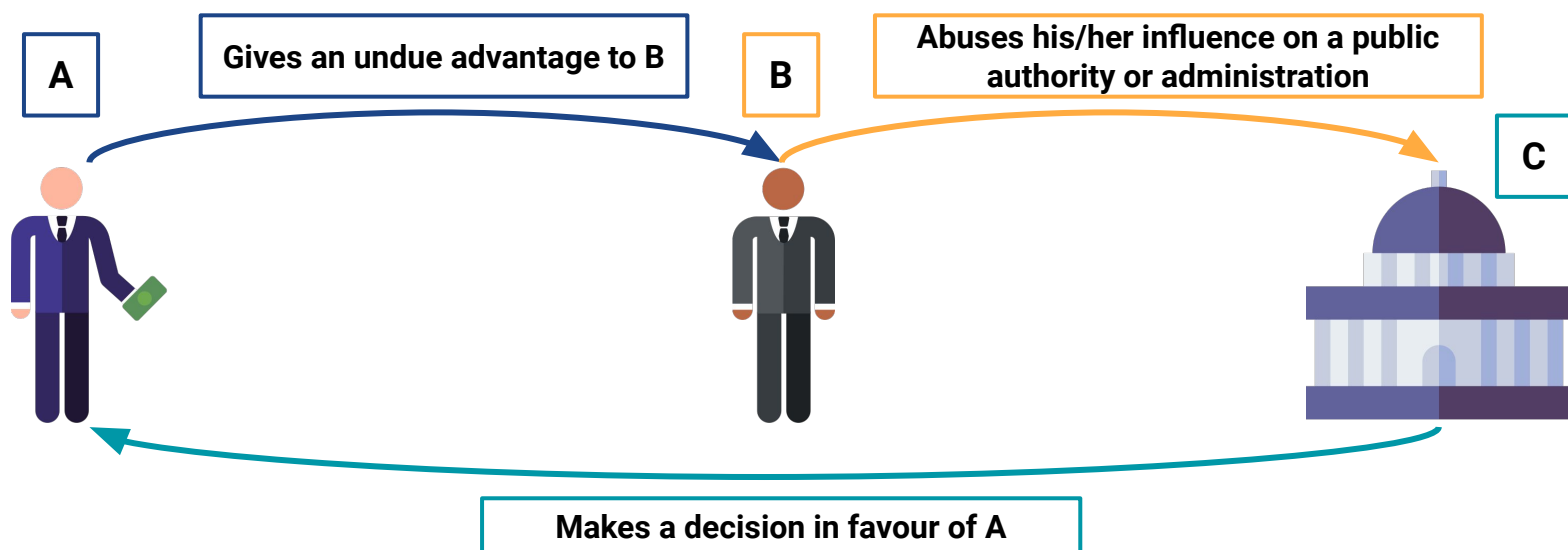 A
Gives an undue advantage to B
B
Abuses his/her influence on a public
authority or administration
C
Makes a decision in favour of A